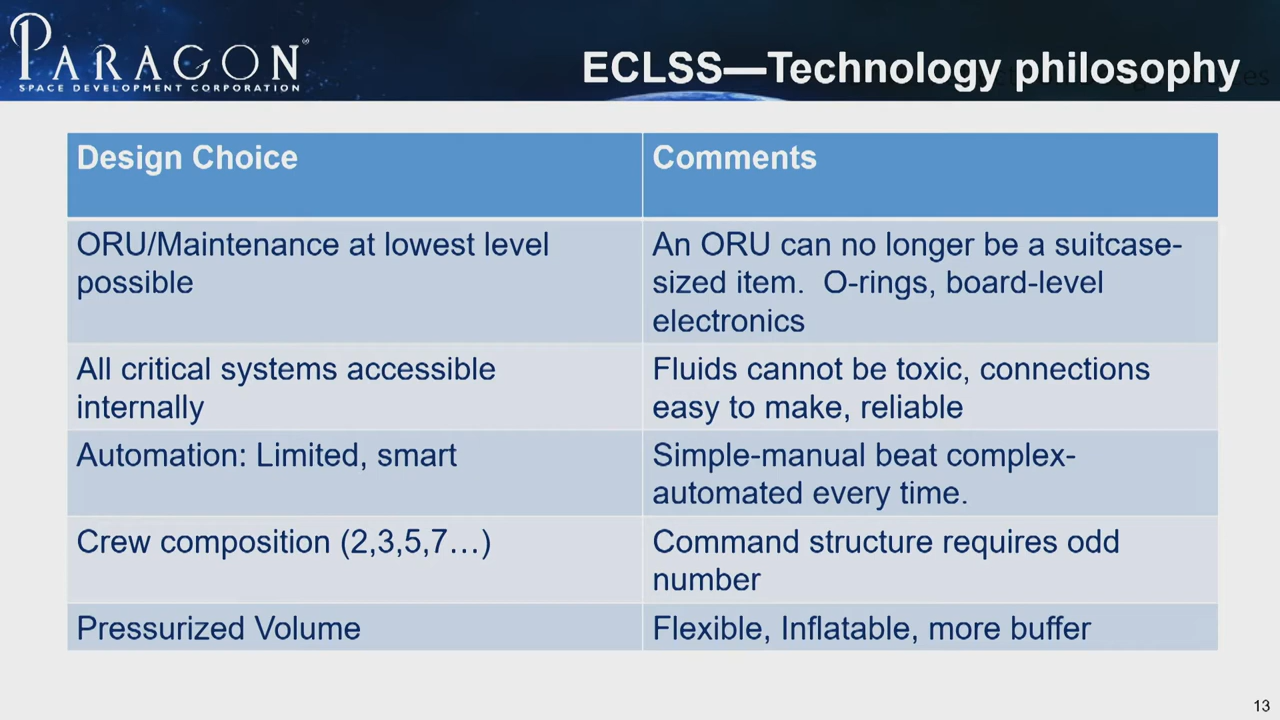 PARAGON
SPACE DEVELOPMENT CORPORATION
ECLSS—Technology philosophy
Design Choice
Comments
ORU/Maintenance at lowest level
possible
An ORU can no longer be a suitcase-
sized item.  O-rings, board-level
electronics
All critical systems accessible
internally
Fluids cannot be toxic, connections
easy to make, reliable
Automation: Limited, smart
Simple-manual beat complex-
automated every time.
Crew composition (2,3,5,7…)
Command structure requires odd
number
Pressurized Volume
Flexible, Inflatable, more buffer
13